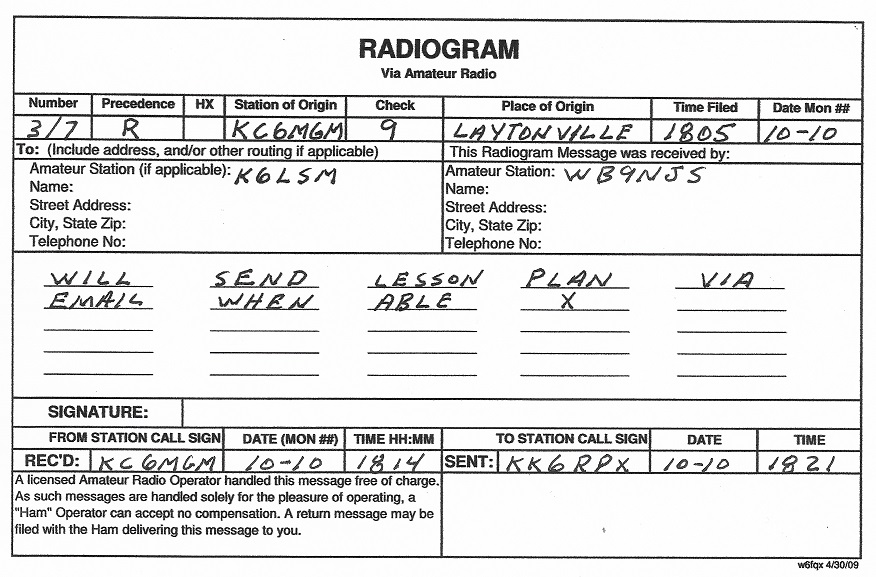 RADIOGRAM
Via Amateur Radio
Number Precedence HX Station of Origin Check Place of Origin Time Filed Date Mon ##
3/7 R KC6MGM 9 LAYTONVILLE 1805 10-10
To: (Include address, and/or other routing if applicable) This Radiogram Message was received by:
Amateur Station (if applicable): K6LSM Amateur Station: WB9NJS
Name: Name:
Street Address: Street Address:
City, State Zip: City, State Zip:
Telephone No: Telephone No:
WILL SEND LESSON PLAN VIA
EMAIL WHEN ABLE X
SIGNATURE:
FROM STATION CALL SIGN DATE (MON ##) TIME HH:MM TO STATION CALL SIGN DATE TIME
REC'D: KC6MGM 10-10 1814 SENT: KK6RPX 10-10 1821
A licensed Amateur Radio Operator handled this message free of charge.
As such messages are handled solely for the pleasure of operating, a
"Ham" Operator can accept no compensation. A return message may be
filed with the Ham delivering this message to you.
w6fqx 4/30/09